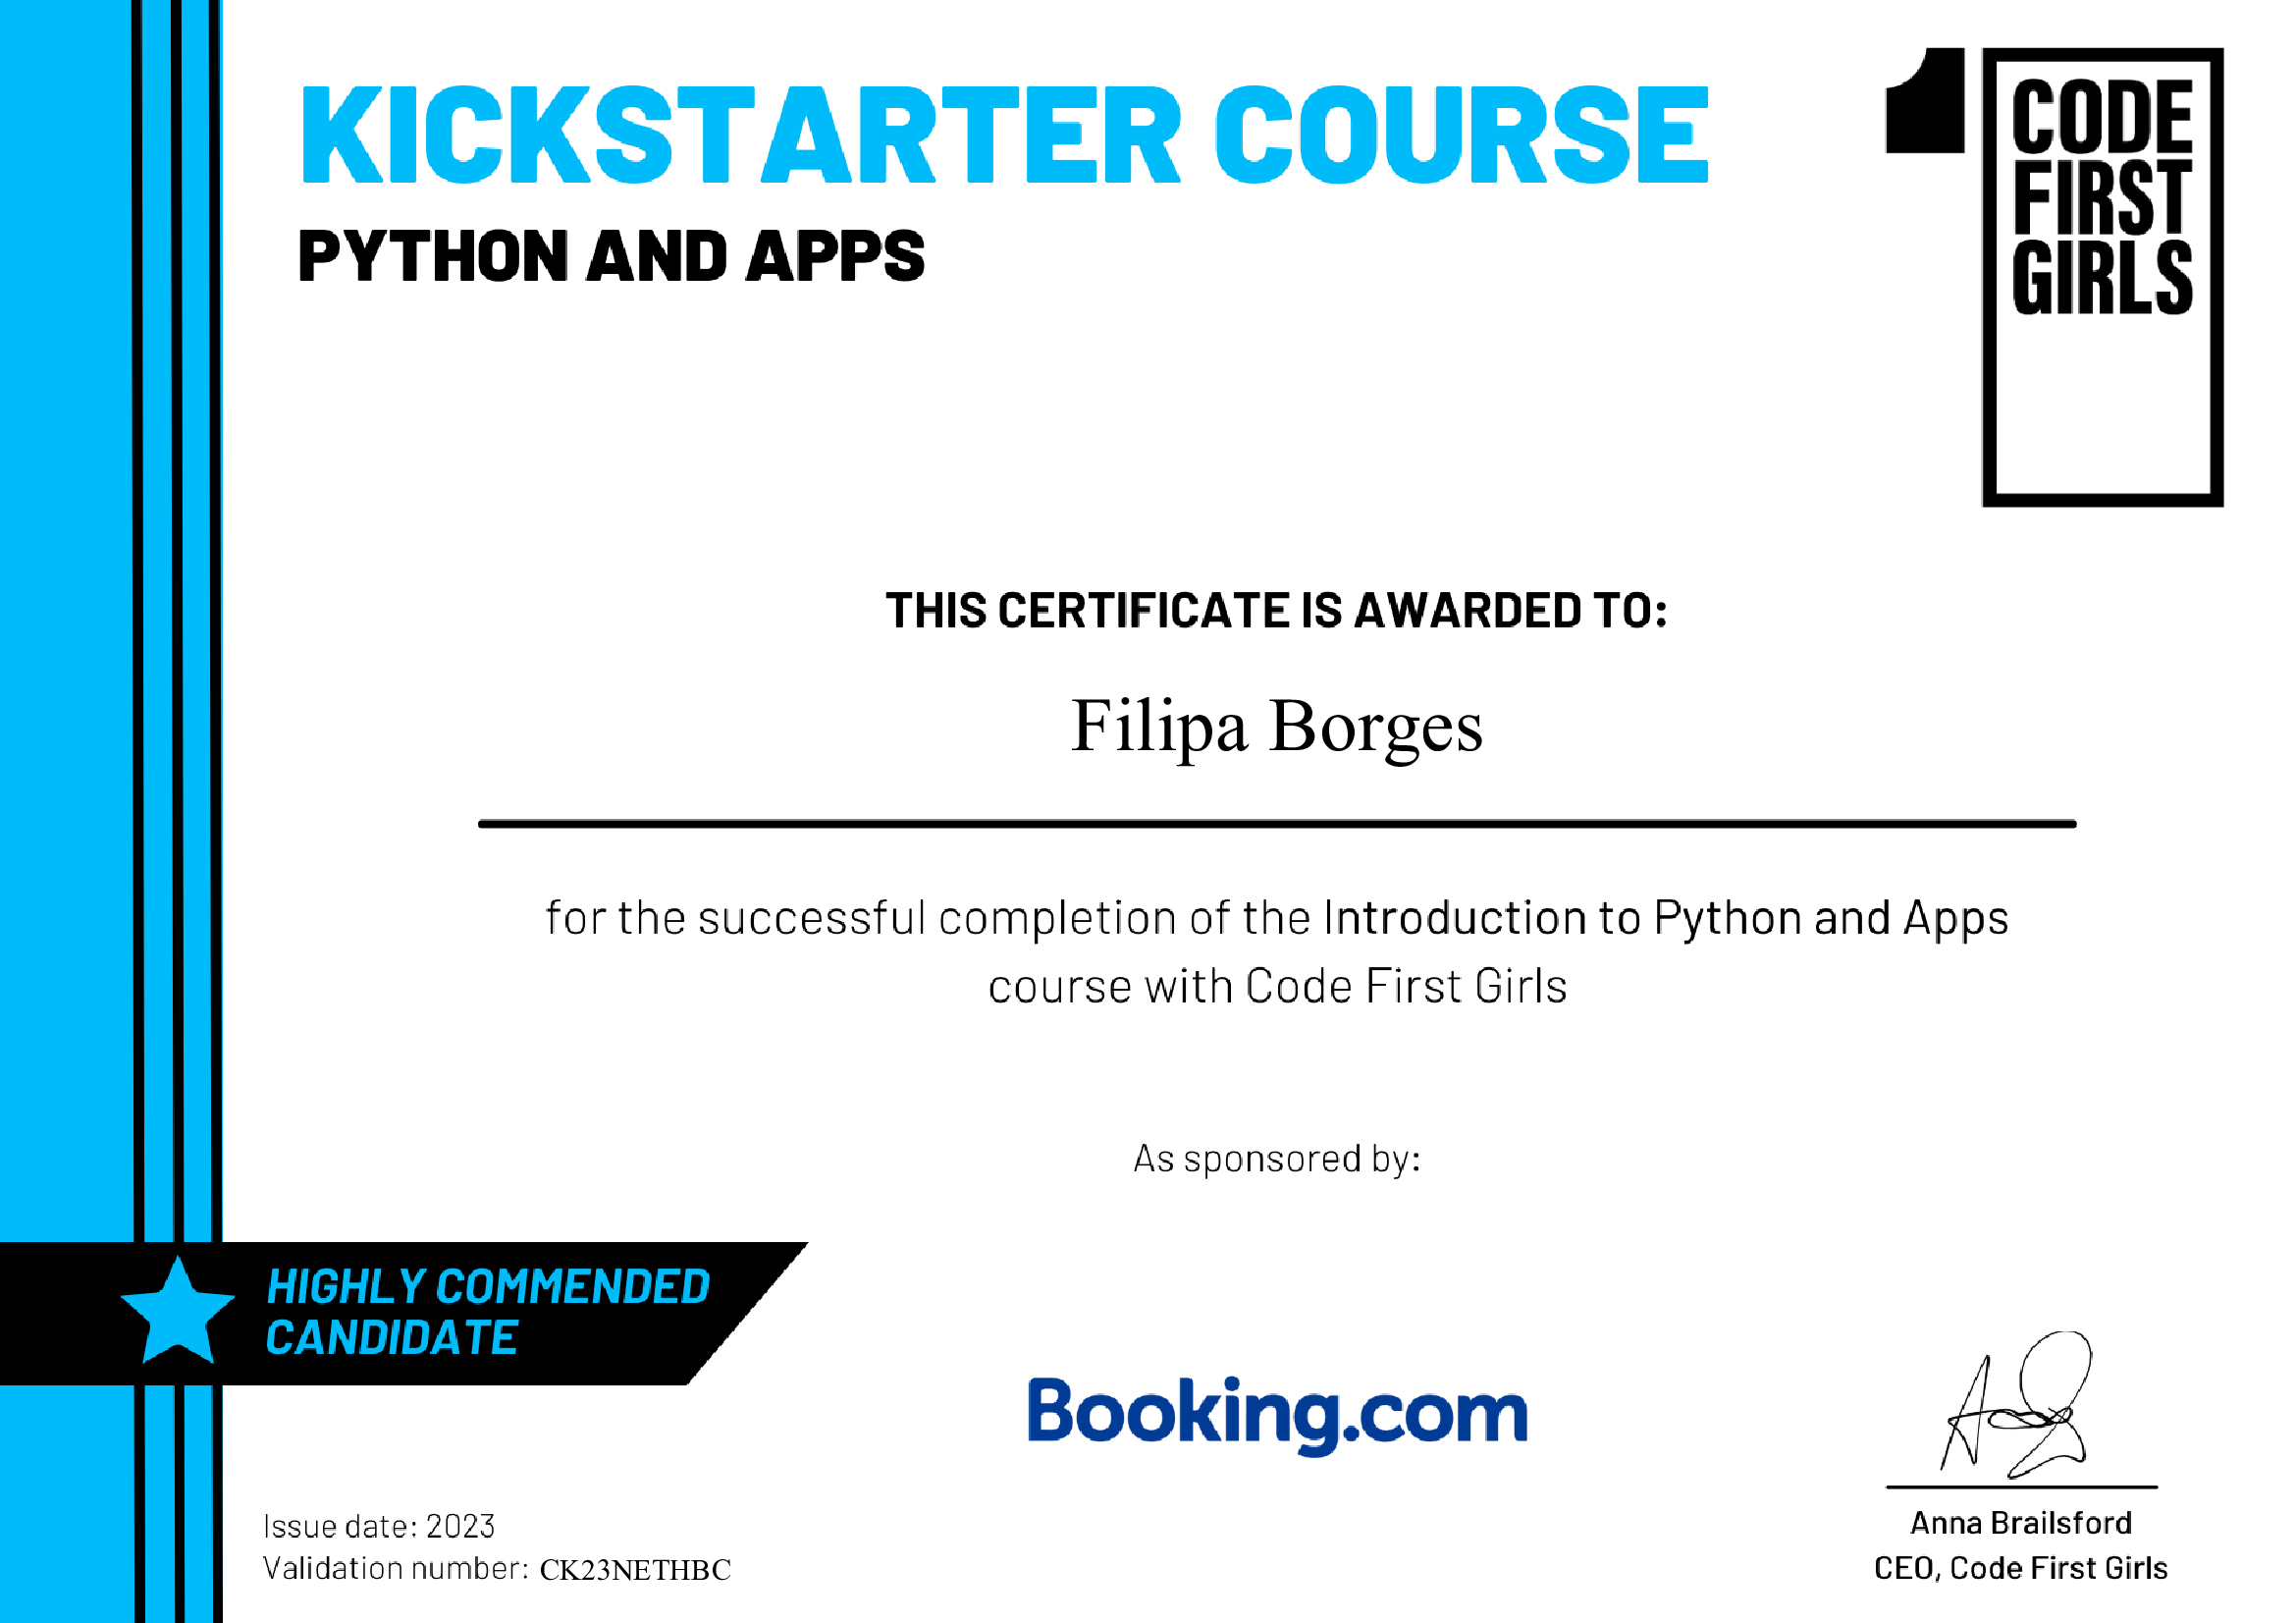 KICKSTARTER COURSE
PYTHON AND APPS
CODE
FIRST
GIRLS
THIS CERTIFICATE IS AWARDED TO:
Filipa Borges
for the successful completion of the Introduction to Python and Apps
course with Code First Girls
As sponsored by:
HIGHLY COMMENDED
CANDIDATE
Booking.com
Issue date: 2023
Validation number: CK23NETHBC
Anna Brailsford
CEO, Code First Girls